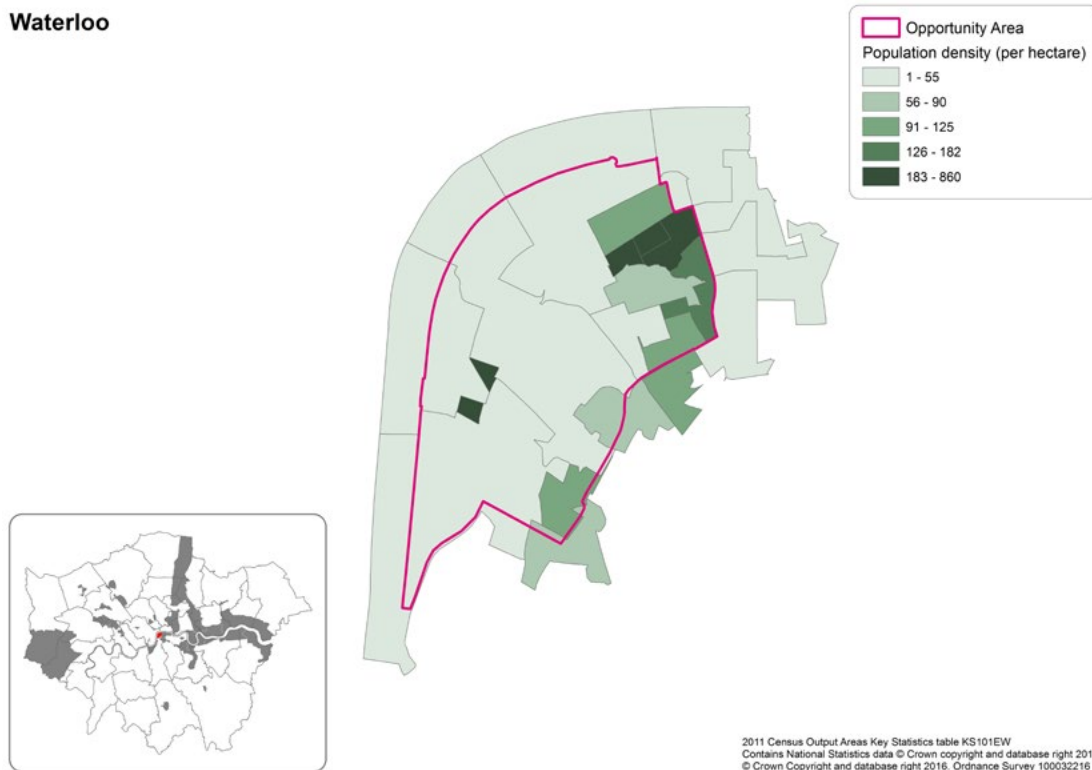 Waterloo
Opportunity Area
Population density (per hectare)
1 - 55
56 - 90
91 - 125
126 - 182
183 - 860
2011 Census Output Areas Key Statistics table KS101EW
Contains National Statistics data © Crown copyright and database right 201
© Crown Copyright and database right 2016. Ordnance Survey 100032216